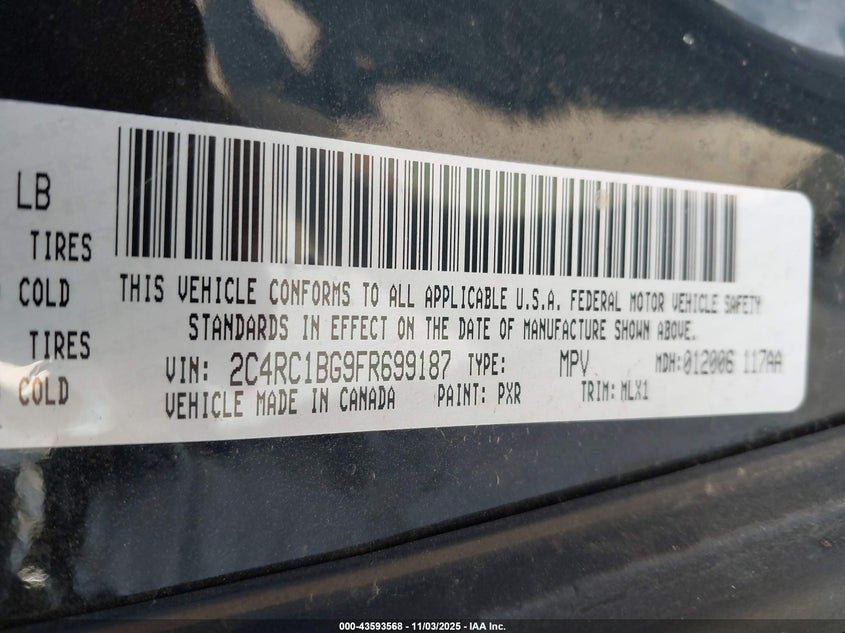 LB
TIRES
COLD
TIRES
COLD
THIS VEHICLE CONFORMS TO ALL APPLICABLE U.S.A. FEDERAL MOTOR VEHICLE SAFETY
STANDARDS IN EFFECT ON THE DATE OF MANUFACTURE SHOWN ABOVE.
VIN: 2C4RC1BG9FR699187 TYPE: MPV MDH:012006 117AA
VEHICLE MADE IN CANADA PAINT: PXR TRIM: MLX1
000-43593568 - 11/03/2025 - IAA Inc.